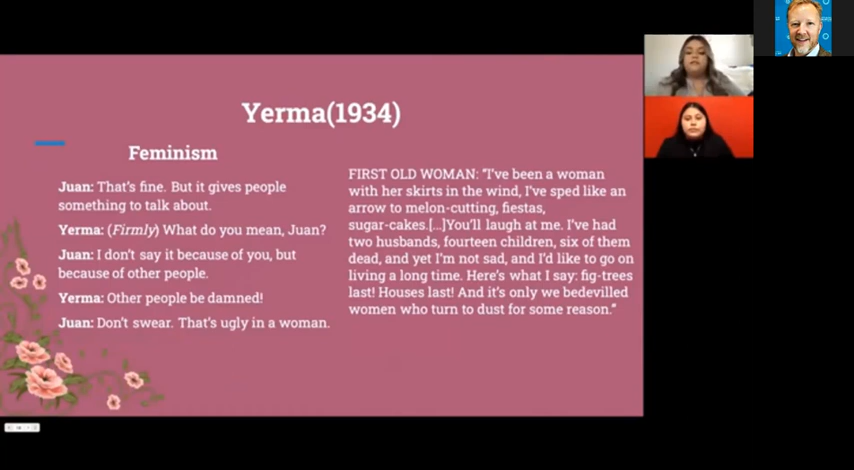 Yerma(1934)
Feminism
Juan: That's fine. But it gives people
something to talk about.
Yerma: (Firmly) What do you mean, Juan?
Juan: I don't say it because of you, but
because of other people.
Yerma: Other people be damned!
Juan: Don't swear. That's ugly in a woman.
FIRST OLD WOMAN: “I've been a woman
with her skirts in the wind, I've sped like an
arrow to melon-cutting, fiestas,
sugar-cakes.[...]You'll laugh at me. I've had
two husbands, fourteen children, six of them
dead, and yet I'm not sad, and I'd like to go on
living a long time. Here's what I say: fig-trees
last! Houses last! And it's only we bedevilled
women who turn to dust for some reason.”